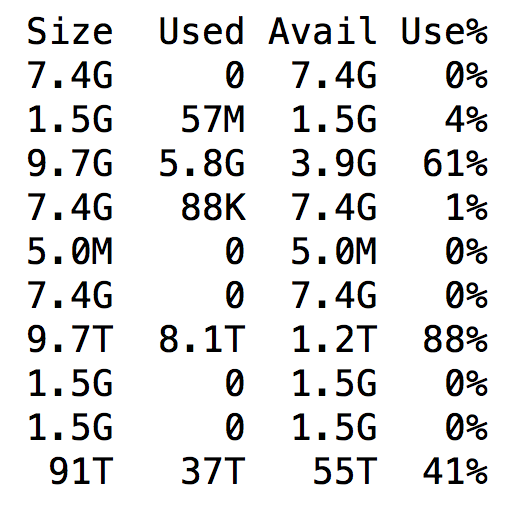 Size Used Avail Use%
7.4G 0 7.4G 0%
1.5G 57M 1.5G 4%
9.7G 5.8G 3.9G 61%
7.4G 88K 7.4G 1%
5.0M 0 5.0M 0%
7.4G 0 7.4G 0%
9.7T 8.1T 1.2T 88%
1.5G 0 1.5G 0%
1.5G 0 1.5G 0%
91T 37T 55T 41%